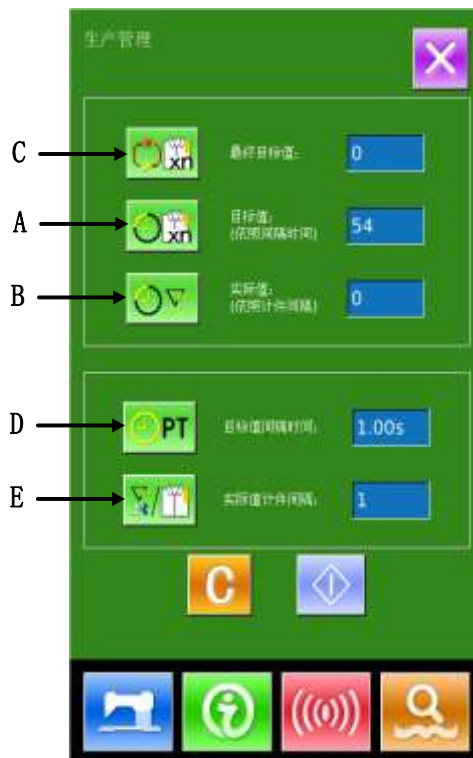 生产管理
C
xn
最终目标值:
0
A
xn
目标值:
(依照间隔时间)
54
B
实际值:
(依照计件间隔)
0
D
PT
目标值间隔时间:
1.00s
E
实际值计件间隔:
1
C